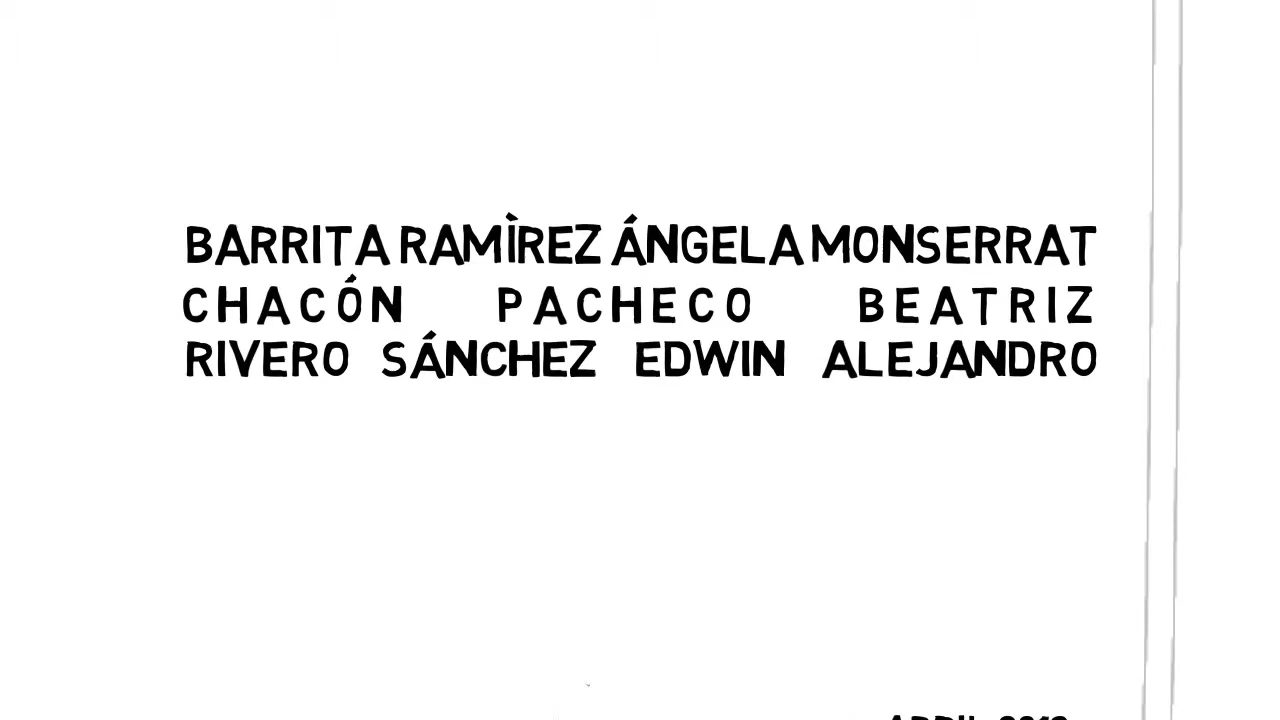 BARRITA RAMÌREZ ÁNGELA MONSERRAT
CHACÓN PACHECO BEATRIZ
RIVERO SÁNCHEZ EDWIN ALEJANDRO